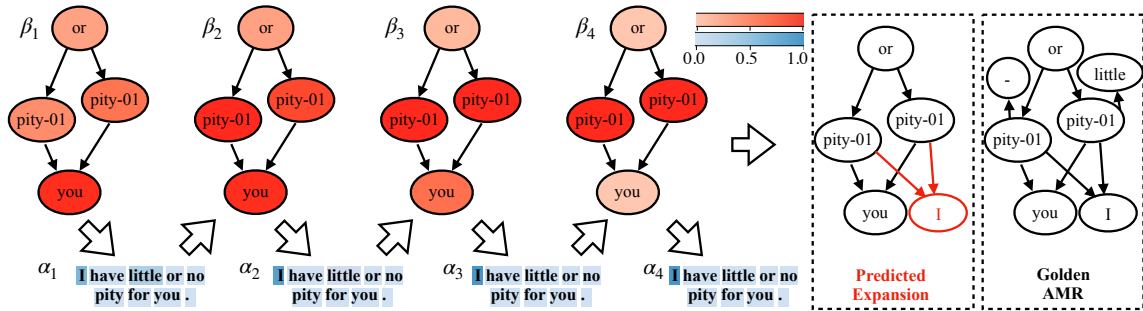 β1
or
pity-01
pity-01
you
α1
I have little or no
pity for you .
β2
or
pity-01
pity-01
you
α2
I have little or no
pity for you .
β3
or
pity-01
pity-01
you
α3
I have little or no
pity for you .
β4
or
pity-01
pity-01
you
α4
I have little or no
pity for you .
0.0 0.5 1.0
or
pity-01
pity-01
you
I
Predicted
Expansion
or
-
little
pity-01
pity-01
you
I
Golden
AMR